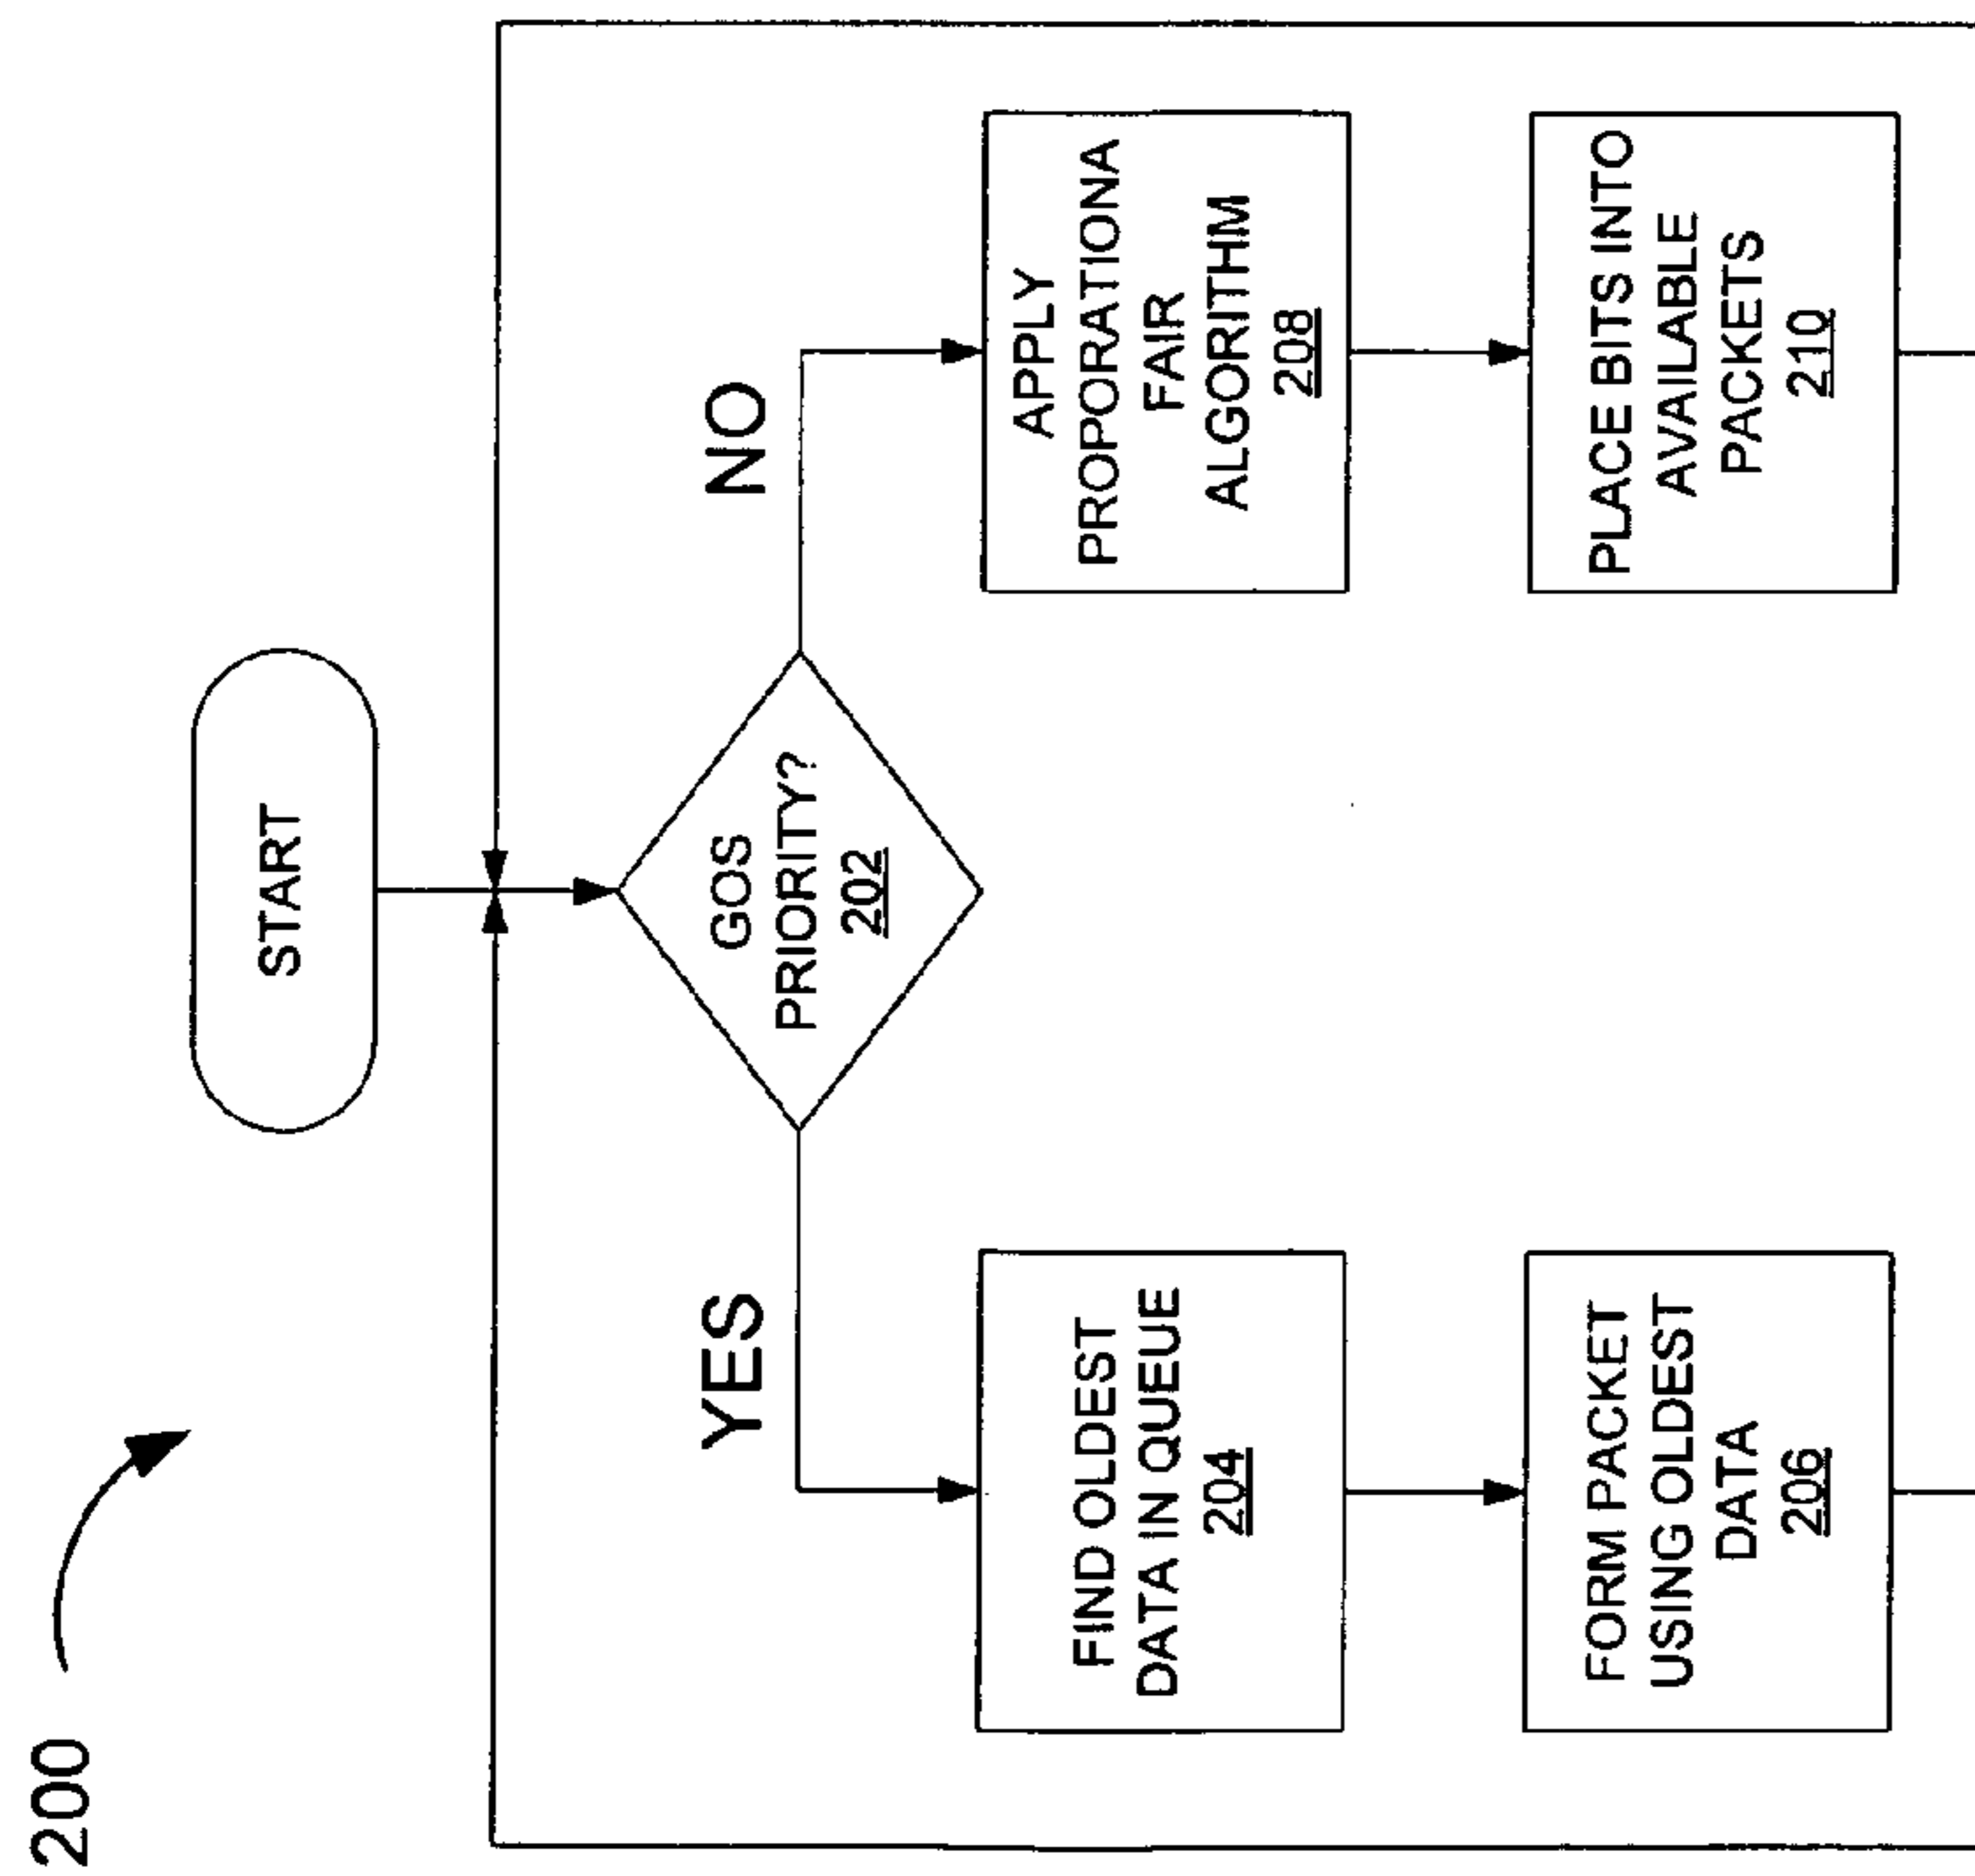 200
START
GOS
PRIORITY?
202
YES
NO
FIND OLDEST
DATA IN QUEUE
204
APPLY
PROPORATIONA
FAIR
ALGORITHM
208
FORM PACKET
USING OLDEST
DATA
206
PLACE BITS INTO
AVAILABLE
PACKETS
210